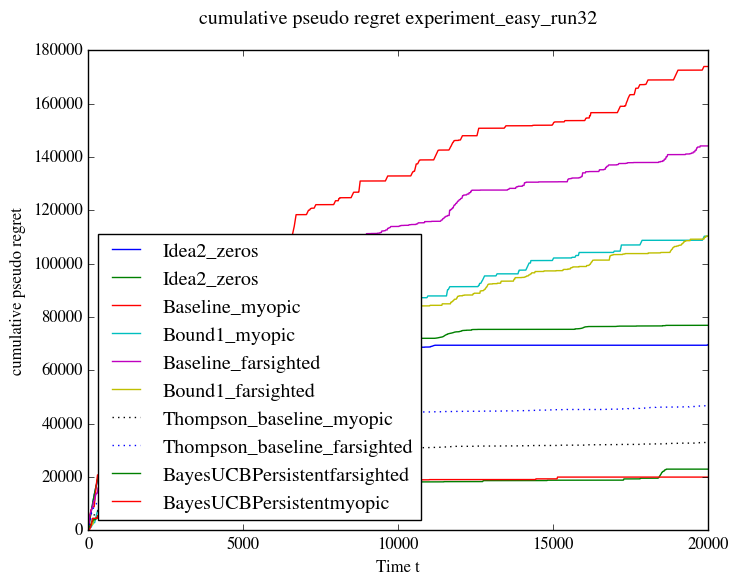 cumulative pseudo regret experiment_easy_run32
180000
160000
140000
120000
100000
80000
60000
40000
20000
0
cumulative pseudo regret
Idea2_zeros
Idea2_zeros
Baseline_myopic
Bound1_myopic
Baseline_farsighted
Bound1_farsighted
Thompson_baseline_myopic
Thompson_baseline_farsighted
BayesUCBPersistentfarsighted
BayesUCBPersistentmyopic
0 5000 10000 15000 20000
Time t